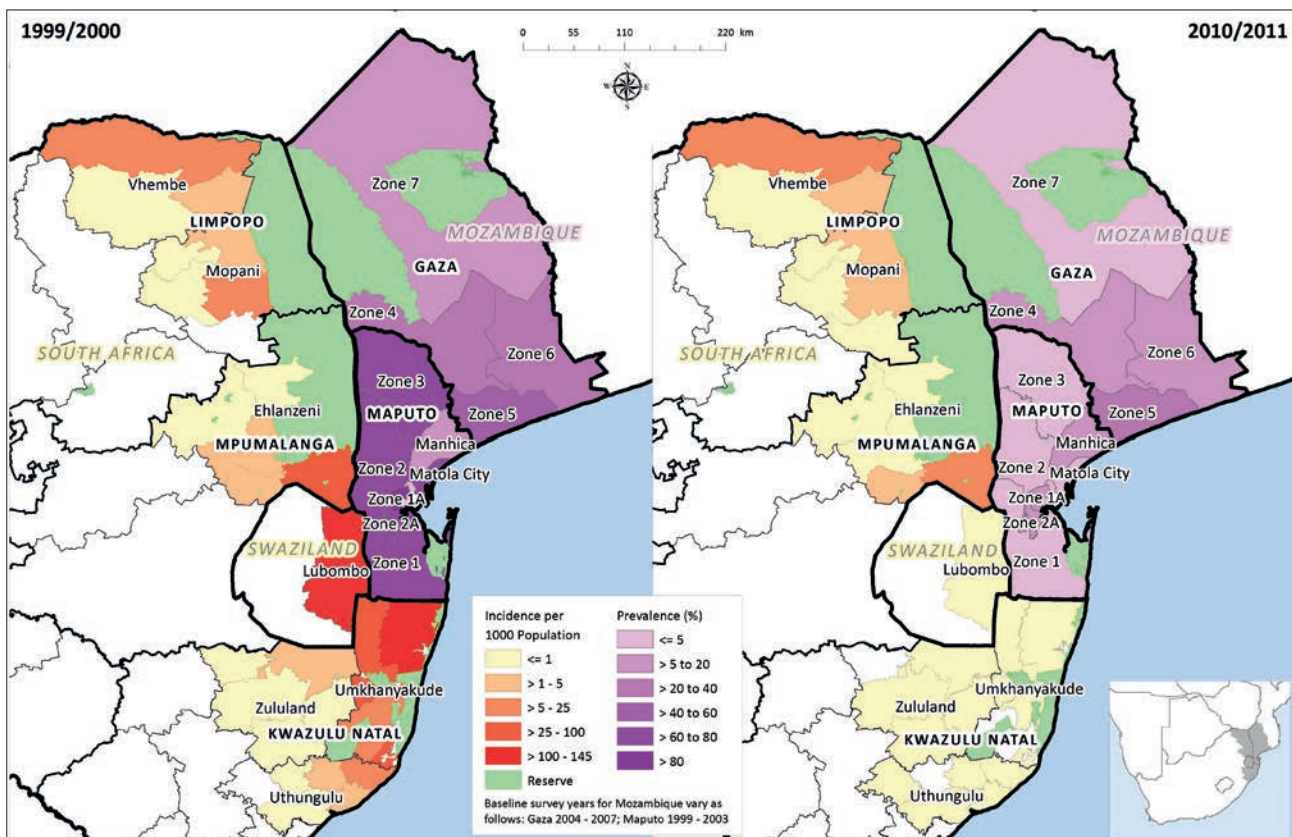 1999/2000
0 55 110 220 km
N
W E
S
2010/2011
Vhembe
LIMPOPO
Mopani
Zone 7
MOZAMBIQUE
GAZA
Zone 4
SOUTH AFRICA
Zone 6
Zone 3
Ehlanzeni
MAPUTO
Zone 5
MPUMALANGA
Manhica
Zone 2
Matola City
Zone 1A
Zone 2A
SWAZILAND
Lubombo
Zone 1
Umkhanyakude
Zululand
KWAZULU NATAL
Uthungulu
Vhembe
LIMPOPO
Mopani
Zone 7
MOZAMBIQUE
GAZA
Zone 4
SOUTH AFRICA
Zone 6
Zone 3
Ehlanzeni
MAPUTO
Zone 5
MPUMALANGA
Manhica
Zone 2
Matola City
Zone 1A
Zone 2A
SWAZILAND
Lubombo
Zone 1
Umkhanyakude
Zululand
KWAZULU NATAL
Uthungulu
Incidence per
1000 Population
<= 1
> 1 - 5
> 5 - 25
> 25 - 100
> 100 - 145
Reserve
Prevalence (%)
<= 5
> 5 to 20
> 20 to 40
> 40 to 60
> 60 to 80
> 80
Baseline survey years for Mozambique vary as
follows: Gaza 2004 - 2007; Maputo 1999 - 2003